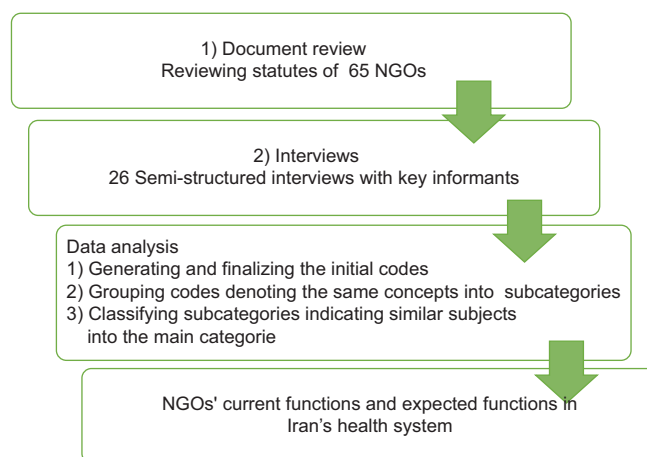 1) Document review
Reviewing statutes of 65 NGOs
2) Interviews
26 Semi-structured interviews with key informants
Data analysis
1) Generating and finalizing the initial codes
2) Grouping codes denoting the same concepts into subcategories
3) Classifying subcategories indicating similar subjects
into the main categorie
NGOs' current functions and expected functions in
Iran's health system